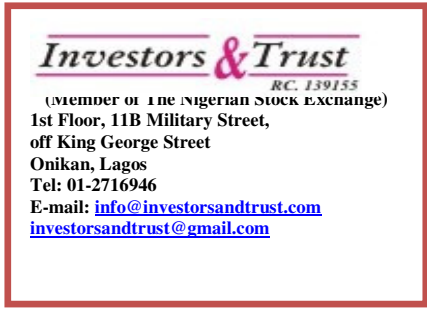 Investors & Trust
RC. 139155
(Member of The Nigerian Stock Exchange)
1st Floor, 11B Military Street,
off King George Street
Onikan, Lagos
Tel: 01-2716946
E-mail: info@investorsandtrust.com
investorsandtrust@gmail.com